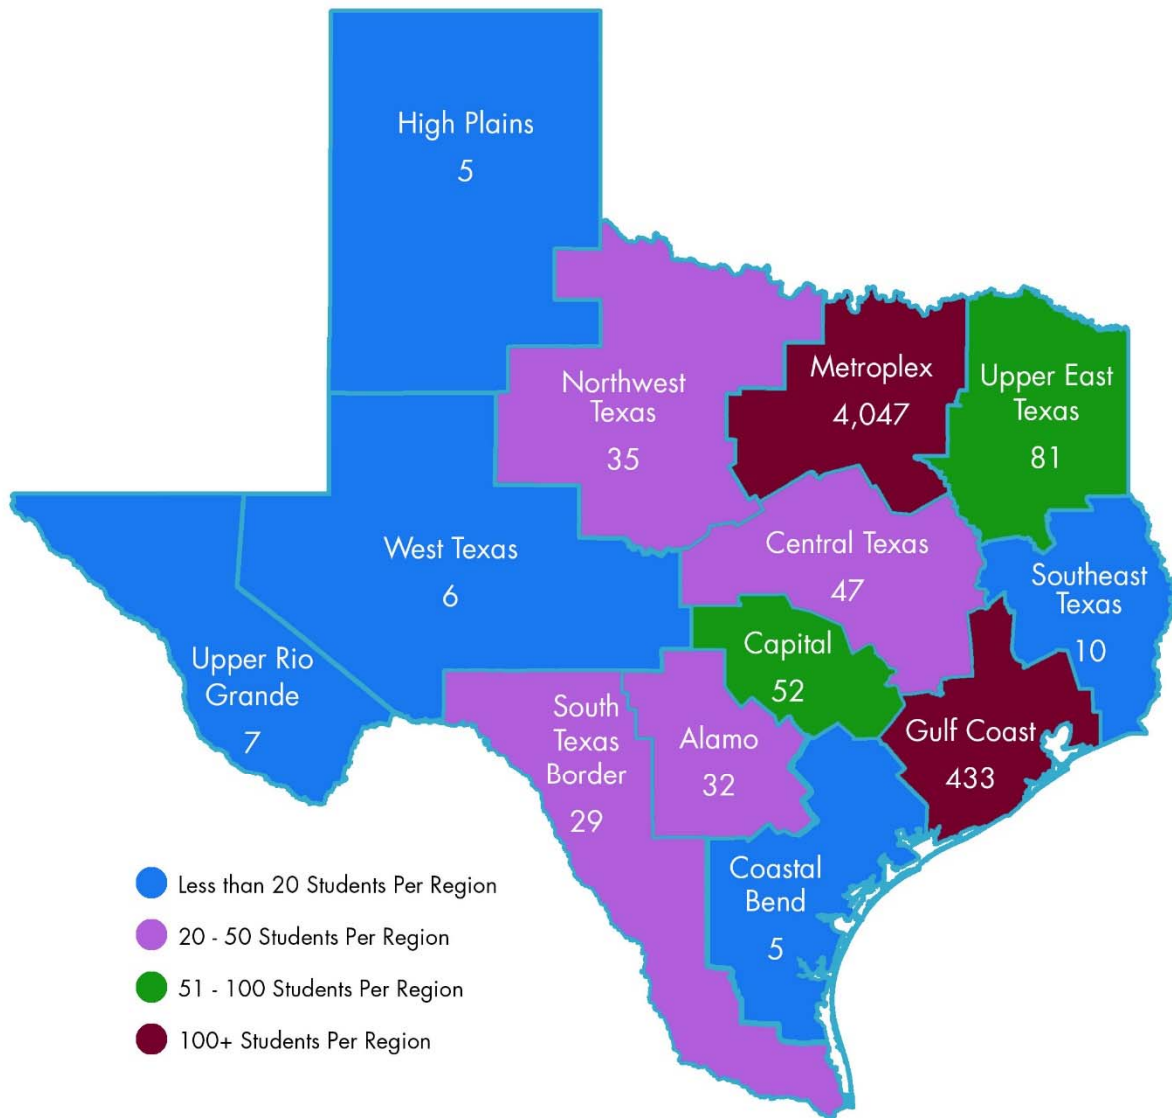 High Plains
5
Northwest
Texas
35
Metroplex
4,047
Upper East
Texas
81
West Texas
6
Central Texas
47
Southeast
Texas
10
Upper Rio
Grande
7
Capital
52
South
Texas
Border
29
Alamo
32
Gulf Coast
433
Coastal
Bend
5
Less than 20 Students Per Region
20 - 50 Students Per Region
51 - 100 Students Per Region
100+ Students Per Region